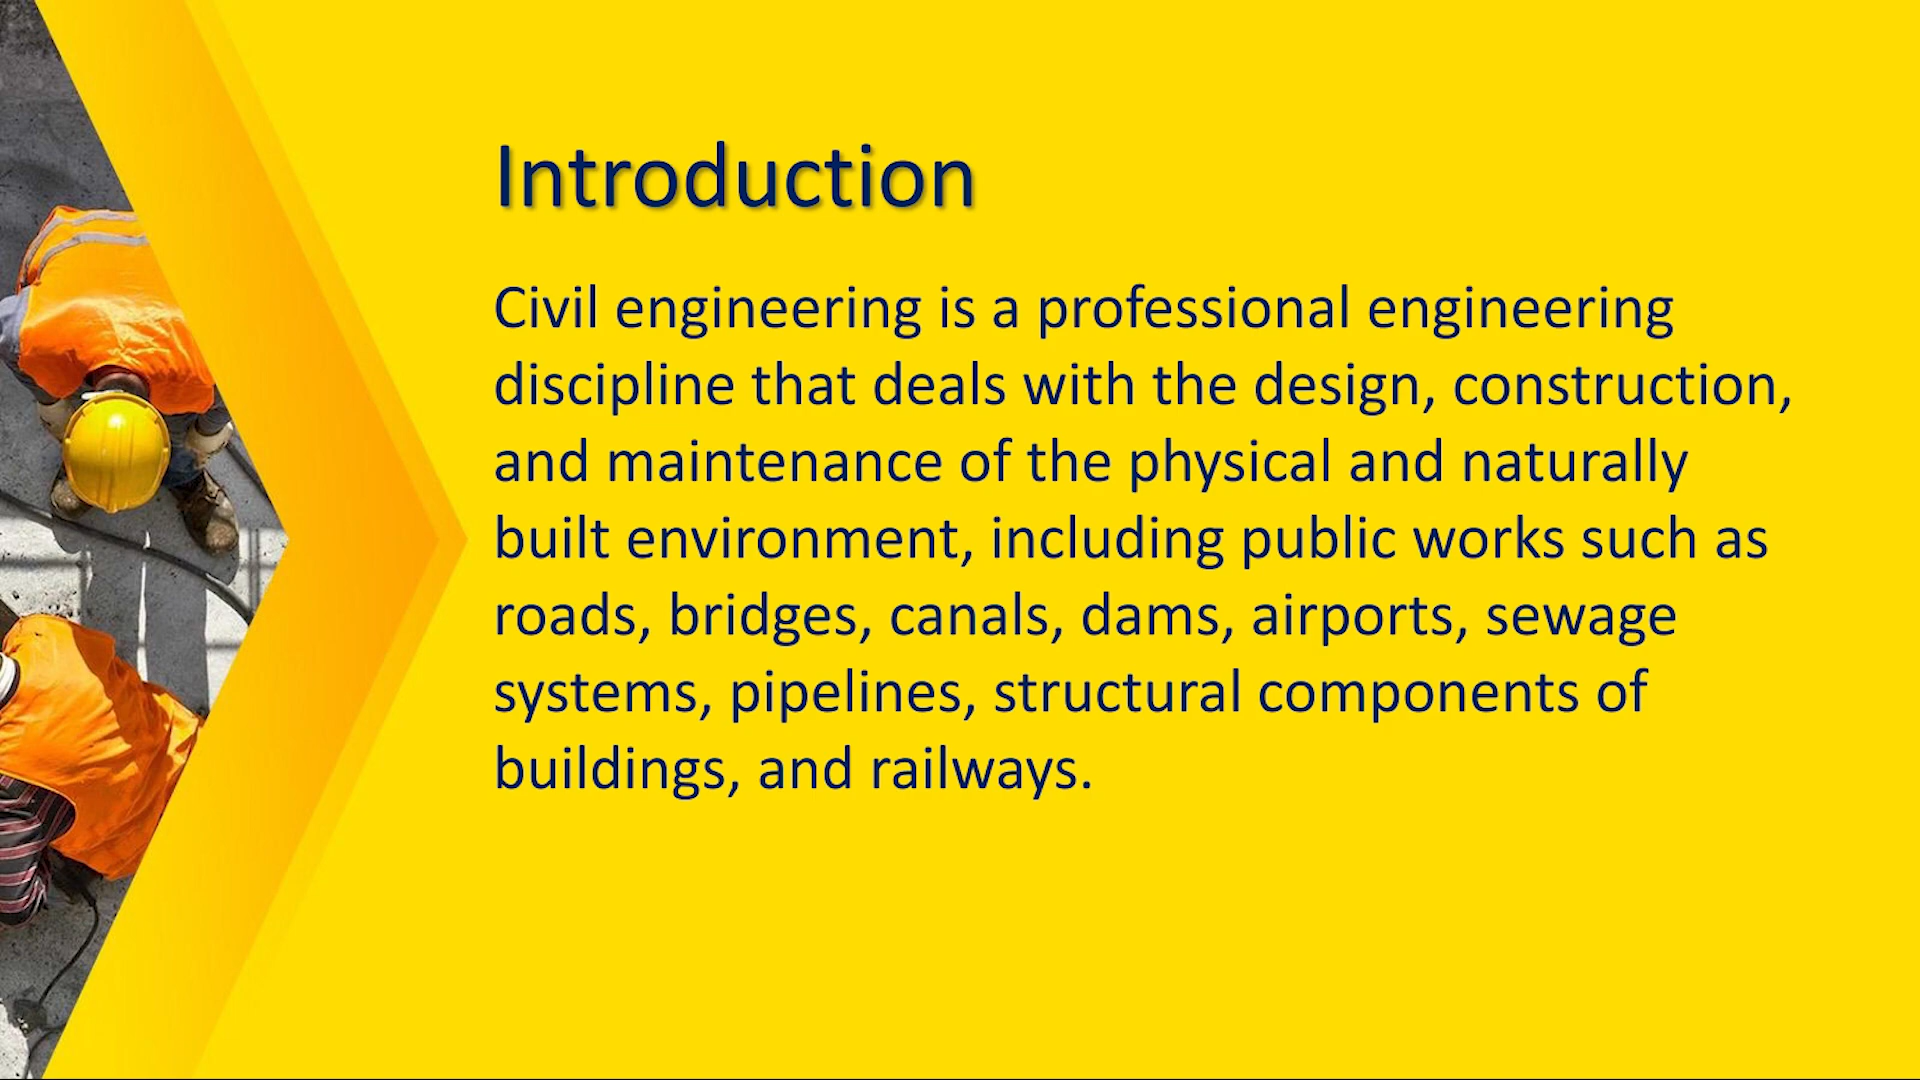 Introduction
Civil engineering is a professional engineering
discipline that deals with the design, construction,
and maintenance of the physical and naturally
built environment, including public works such as
roads, bridges, canals, dams, airports, sewage
systems, pipelines, structural components of
buildings, and railways.